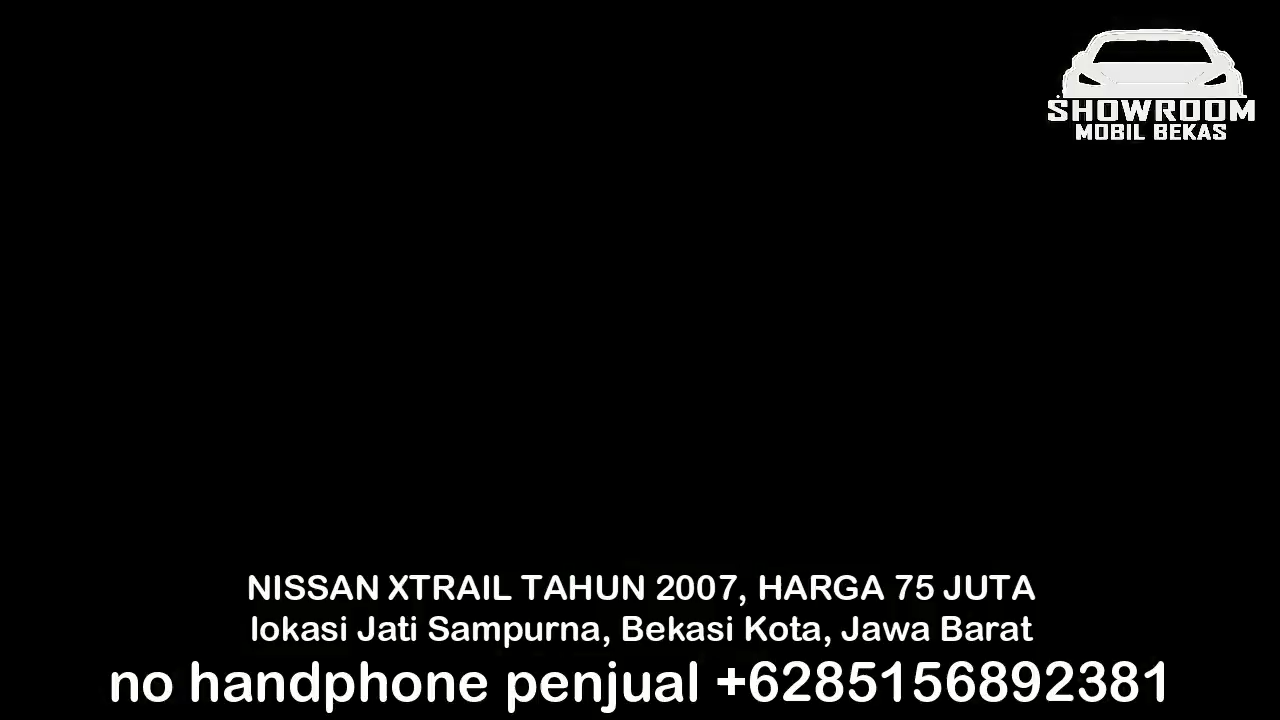 SHOWROOM
MOBIL BEKAS
NISSAN XTRAIL TAHUN 2007, HARGA 75 JUTA
lokasi Jati Sampurna, Bekasi Kota, Jawa Barat
no handphone penjual +6285156892381